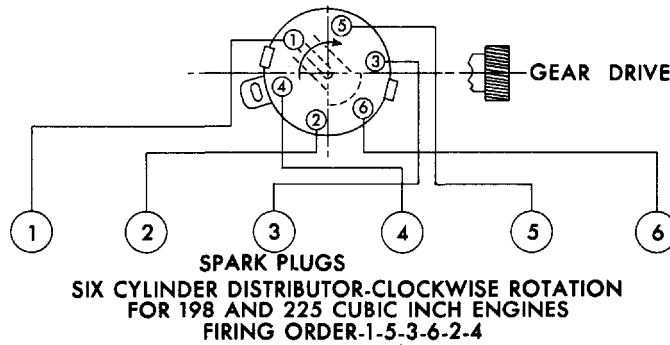 5
1
3
4
2
6
GEAR DRIVE
1 2 3 4 5 6
SPARK PLUGS
SIX CYLINDER DISTRIBUTOR-CLOCKWISE ROTATION
FOR 198 AND 225 CUBIC INCH ENGINES
FIRING ORDER-1-5-3-6-2-4